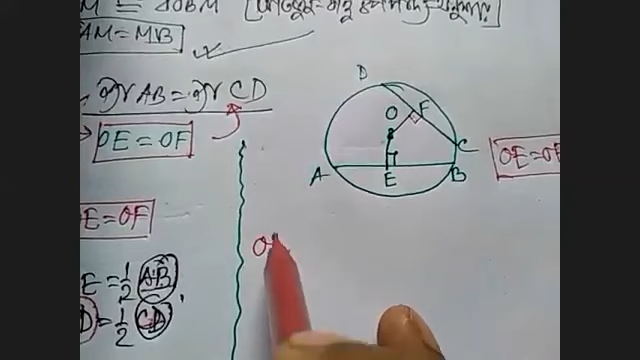 AM = MB
জ্যা AB = জ্যা CD
OE = OF
D
O
F
C
A
E
B
OE = OF
E = OF
E = 1/2 AB
D = 1/2 CD